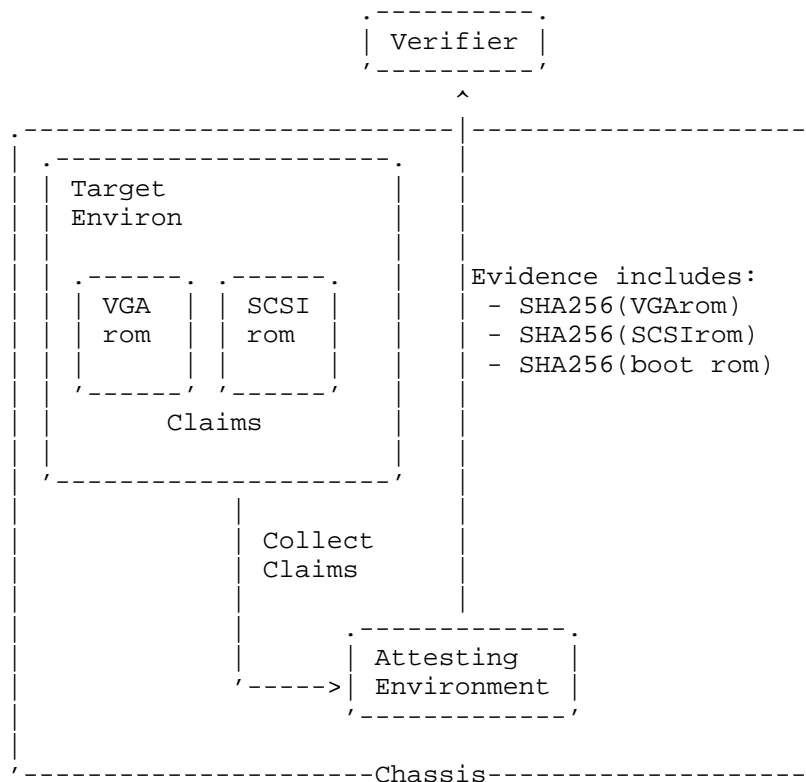 Verifier
Target
Environ
Evidence includes:
VGA SCSI - SHA256(VGArom)
rom rom - SHA256(SCSIrom)
- SHA256(boot rom)
Claims
Collect
Claims
Attesting
Environment
Chassis